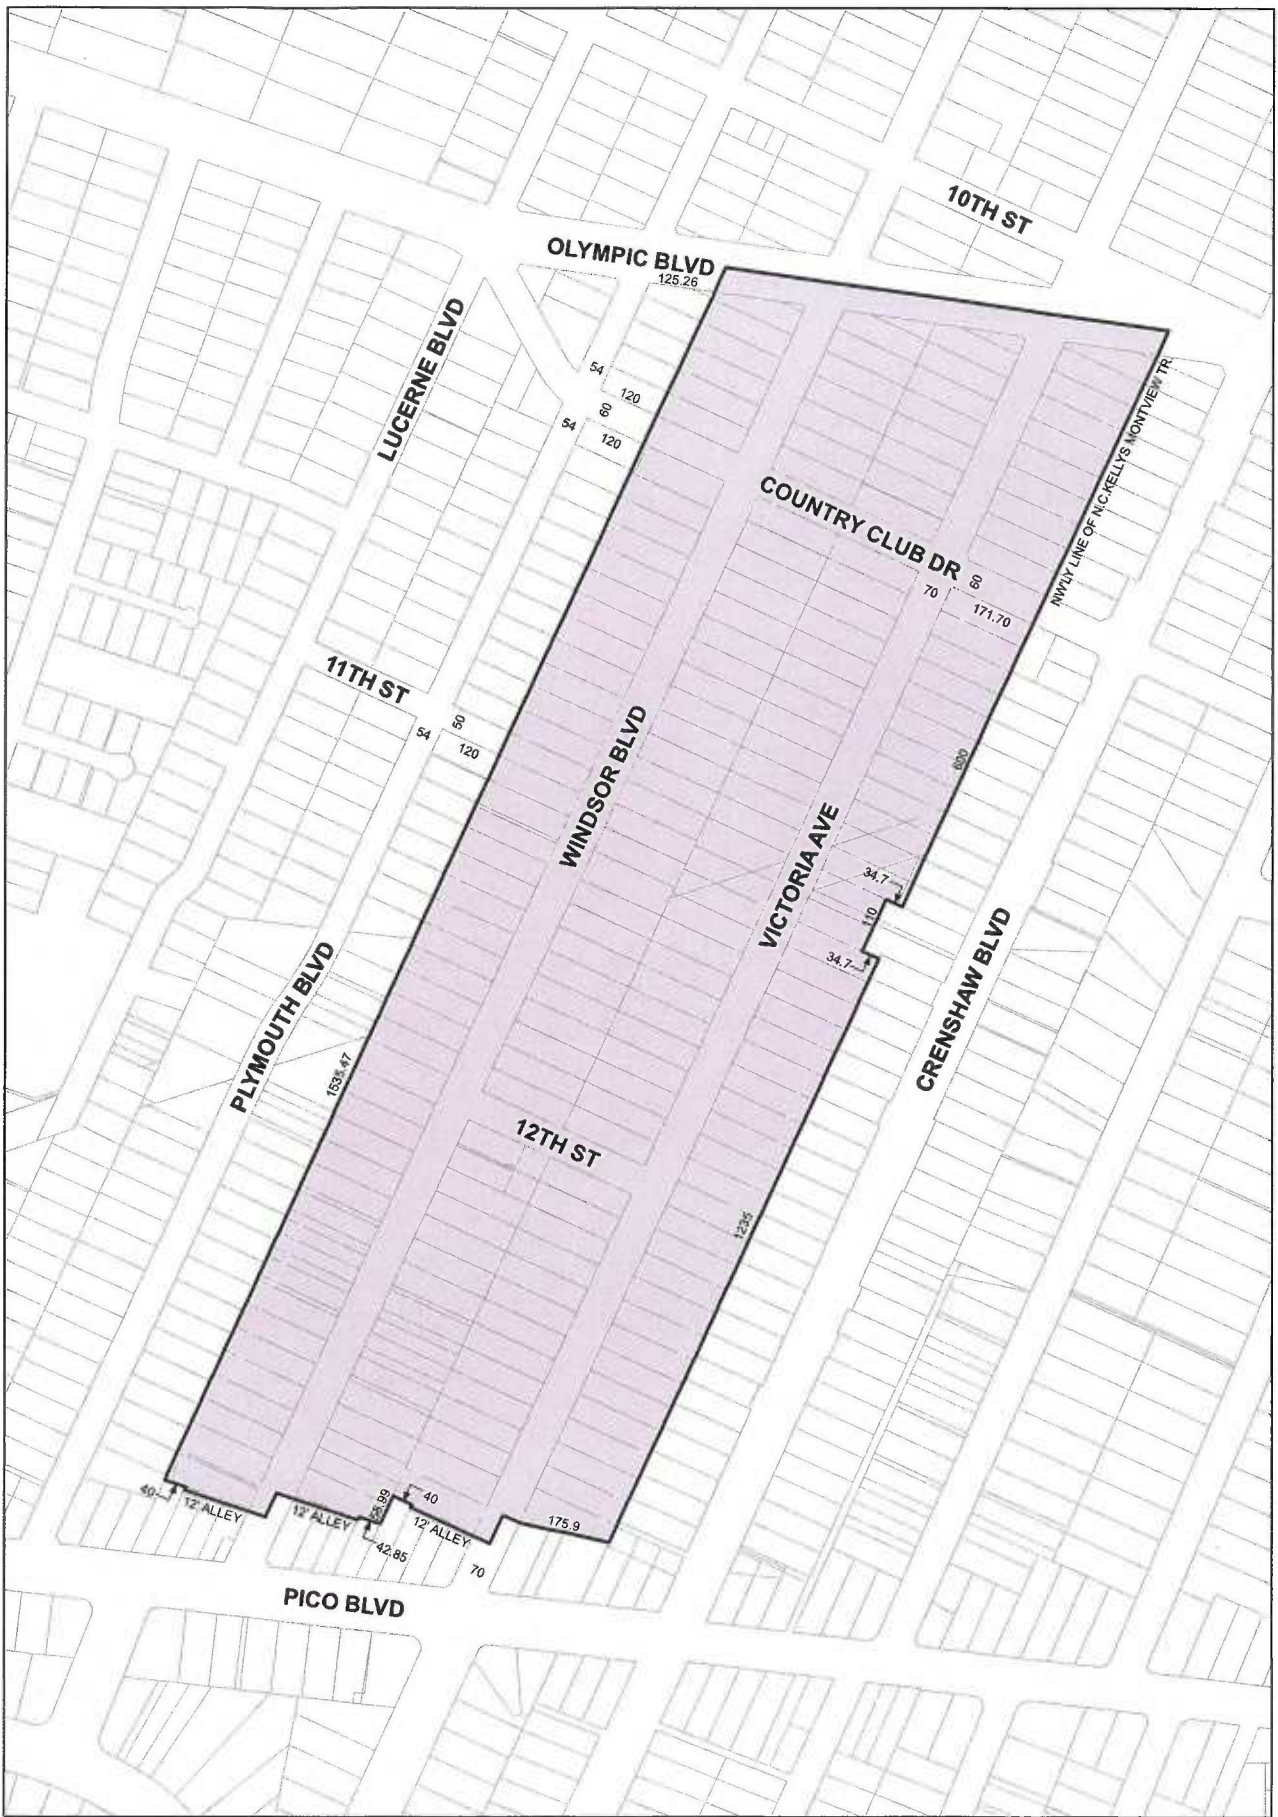 10TH ST
OLYMPIC BLVD
125.26
LUCERNE BLVD
54
120
60
54
120
NWLY LINE OF N.C.KELLYS MONTVIEW TR.
COUNTRY CLUB DR
60
70
171.70
11TH ST
50
54
120
WINDSOR BLVD
600
VICTORIA AVE
34.7
110
34.7
CRENSHAW BLVD
PLYMOUTH BLVD
1535.47
12TH ST
1235
40
12' ALLEY
12' ALLEY
40
12' ALLEY
175.9
42.85
70
PICO BLVD